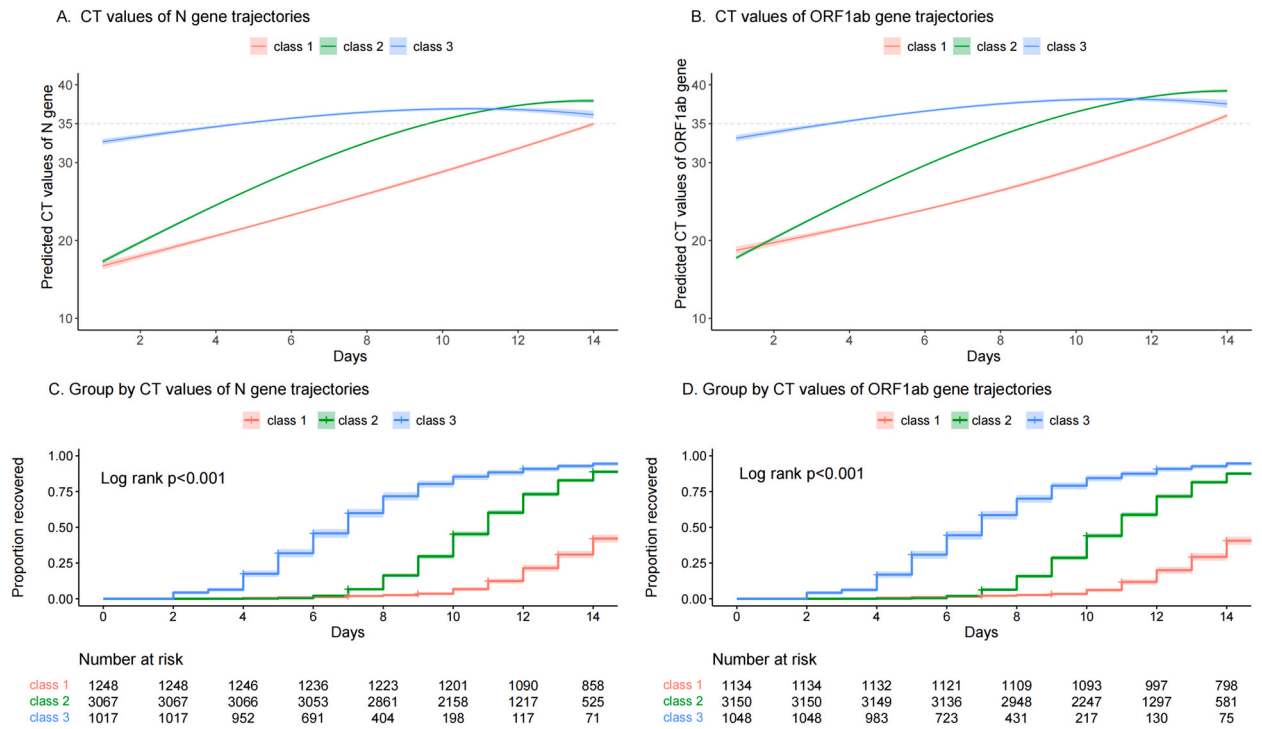 A. CT values of N gene trajectories
class 1 class 2 class 3
Predicted CT values of N gene
40
35
30
20
10
2 4 6 8 10 12 14
Days
B. CT values of ORF1ab gene trajectories
class 1 class 2 class 3
Predicted CT values of ORF1ab gene
40
35
30
20
10
2 4 6 8 10 12 14
Days
C. Group by CT values of N gene trajectories
class 1 class 2 class 3
Proportion recovered
1.00
0.75
0.50
0.25
0.00
Log rank p<0.001
0 2 4 6 8 10 12 14
Days
Number at risk
class 1 1248 1248 1246 1236 1223 1201 1090 858
class 2 3067 3067 3066 3053 2861 2158 1217 525
class 3 1017 1017 952 691 404 198 117 71
D. Group by CT values of ORF1ab gene trajectories
class 1 class 2 class 3
Proportion recovered
1.00
0.75
0.50
0.25
0.00
Log rank p<0.001
0 2 4 6 8 10 12 14
Days
Number at risk
class 1 1134 1134 1132 1121 1109 1093 997 798
class 2 3150 3150 3149 3136 2948 2247 1297 581
class 3 1048 1048 983 723 431 217 130 75